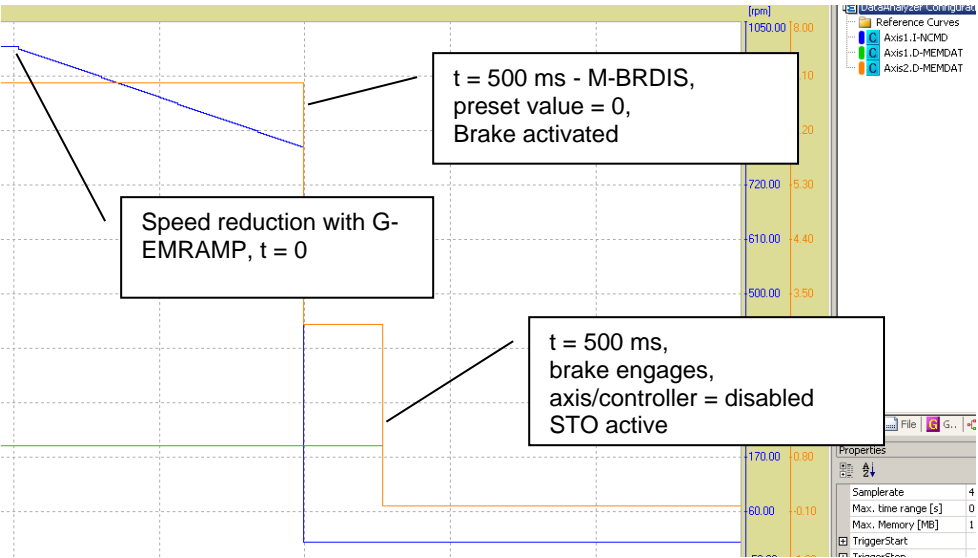 [rpm]
1050.00 8.00
DataAnalyzer Configurat
Reference Curves
C Axis1.I-NCMD
C Axis1.D-MEMDAT
C Axis2.D-MEMDAT
t = 500 ms - M-BRDIS,
preset value = 0,
Brake activated
.10
.20
720.00 5.30
Speed reduction with G-
EMRAMP, t = 0
610.00 4.40
500.00 3.50
t = 500 ms,
brake engages,
axis/controller = disabled
STO active
File G G..
170.00 0.80
Properties
Samplerate 4
60.00 -0.10
Max. time range [s] 0
Max. Memory [MB] 1
TriggerStart